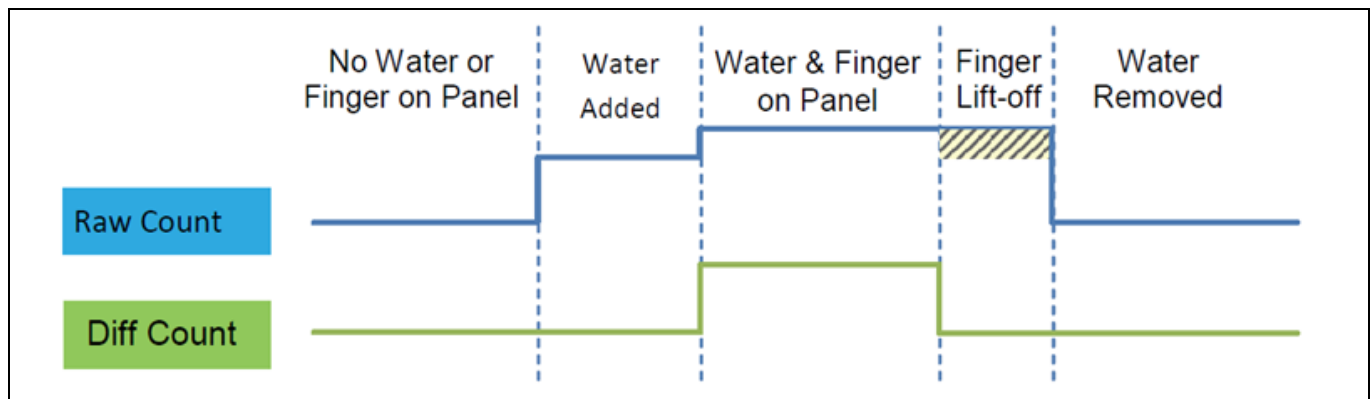 No Water or
Finger on Panel
Water
Added
Water & Finger
on Panel
Finger
Lift-off
Water
Removed
Raw Count
Diff Count